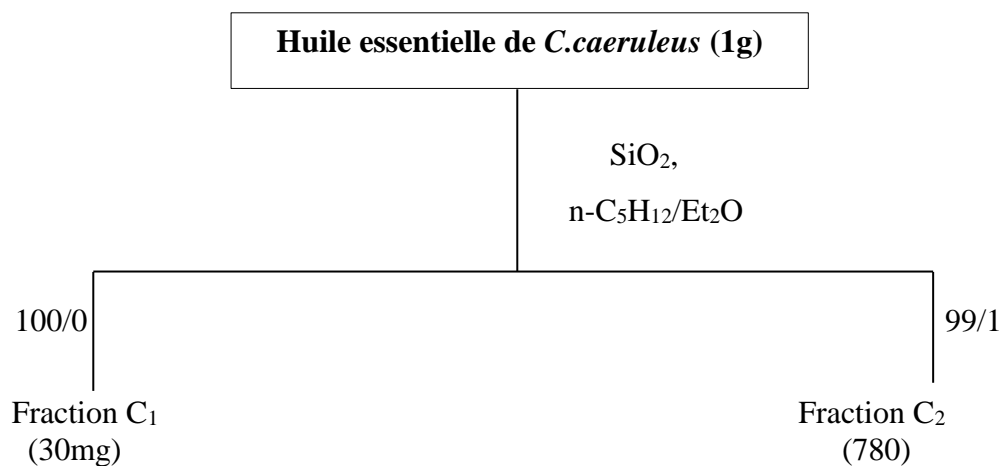 Huile essentielle de C.caeruleus (1g)
SiO₂,
n-C₅H₁₂/Et₂O
100/0
99/1
Fraction C₁
(30mg)
Fraction C₂
(780)